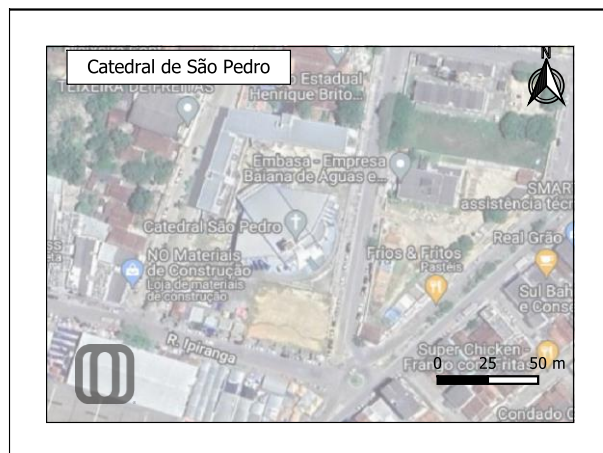 Catedral de São Pedro
N
TEIXEIRA DE FREITAS
o Estadual
Henrique Brito...
Embasa - Empresa
Baiana de Águas e...
SMAR
assistência técn
Catedral São Pedro
Real Grão
NO Materiais
de Construção
Loja de materiais
de construção
Frios & Fritos
Pastéis
Sul Bah
e Conse
R. Ipiranga
Super Chicken -
Frango com Fritas
0 25 50 m
Condado C